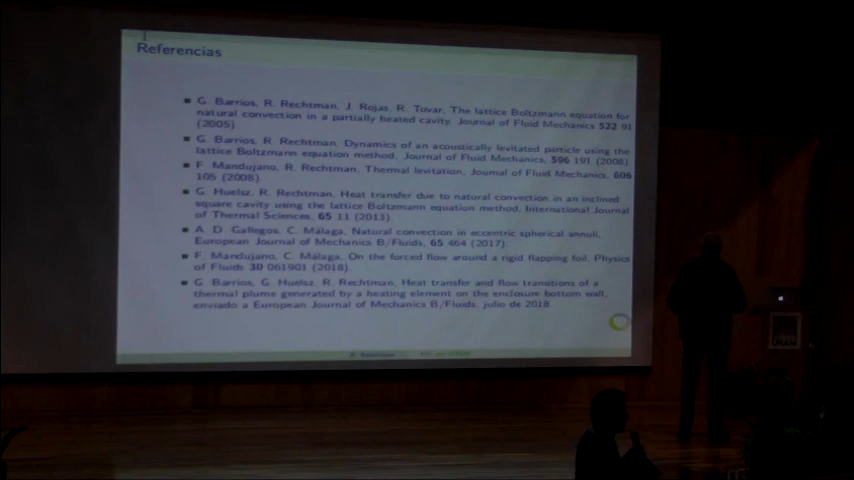 Referencias
G. Barrios, R. Rechtman, J. Rojas, R. Tovar, The lattice Boltzmann equation for
natural convection in a partially heated cavity. Journal of Fluid Mechanics 522 91
(2005)
G. Barrios, R. Rechtman, Dynamics of an acoustically levitated particle using the
lattice Boltzmann equation method, Journal of Fluid Mechanics, 596 191 (2008)
F. Mandujano, R. Rechtman, Thermal levitation, Journal of Fluid Mechanics, 606
105 (2008).
G. Huelsz, R. Rechtman, Heat transfer due to natural convection in an inclined
square cavity using the lattice Boltzmann equation method, International Journal
of Thermal Sciences, 65 11 (2013)
A. D. Gallegos, C. Málaga, Natural convection in eccentric spherical annuli,
European Journal of Mechanics B/Fluids, 65 464 (2017)
F. Mandujano, C. Málaga, On the forced flow around a rigid flapping foil, Physics
of Fluids 30 061901 (2018).
G. Barrios, G. Huelsz, R. Rechtman, Heat transfer and flow transitions of a
thermal plume generated by a heating element on the enclosure bottom wall,
enviado a European Journal of Mechanics B/Fluids, julio de 2018